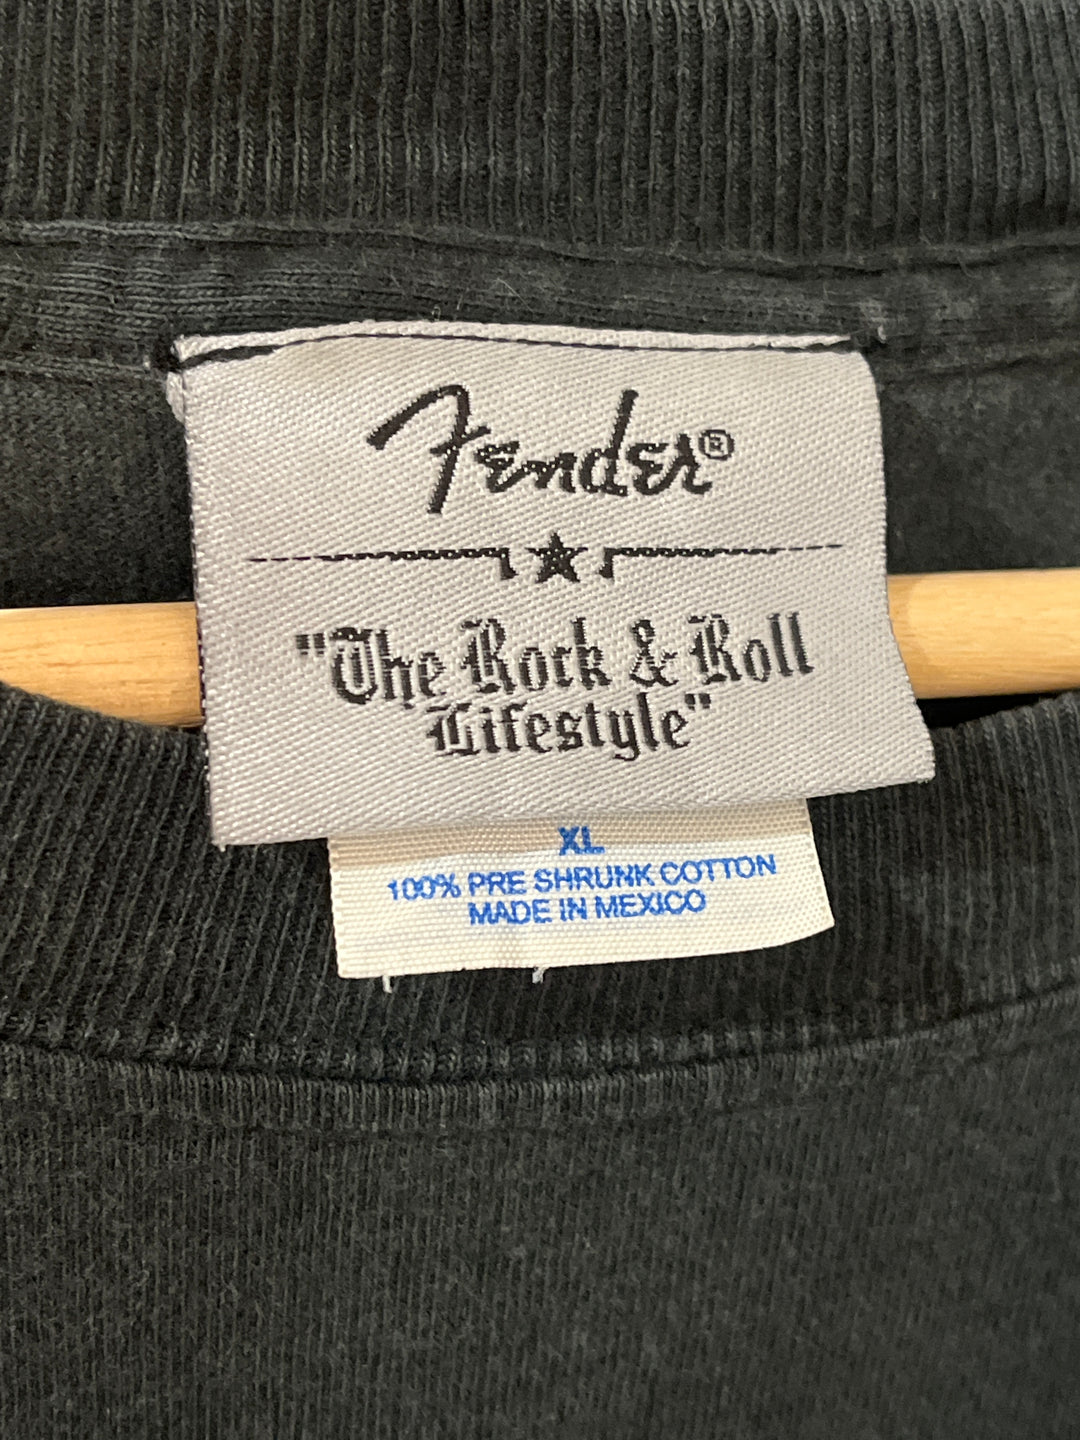 Fender®
"The Rock & Roll
Lifestyle"
XL
100% PRE SHRUNK COTTON
MADE IN MEXICO